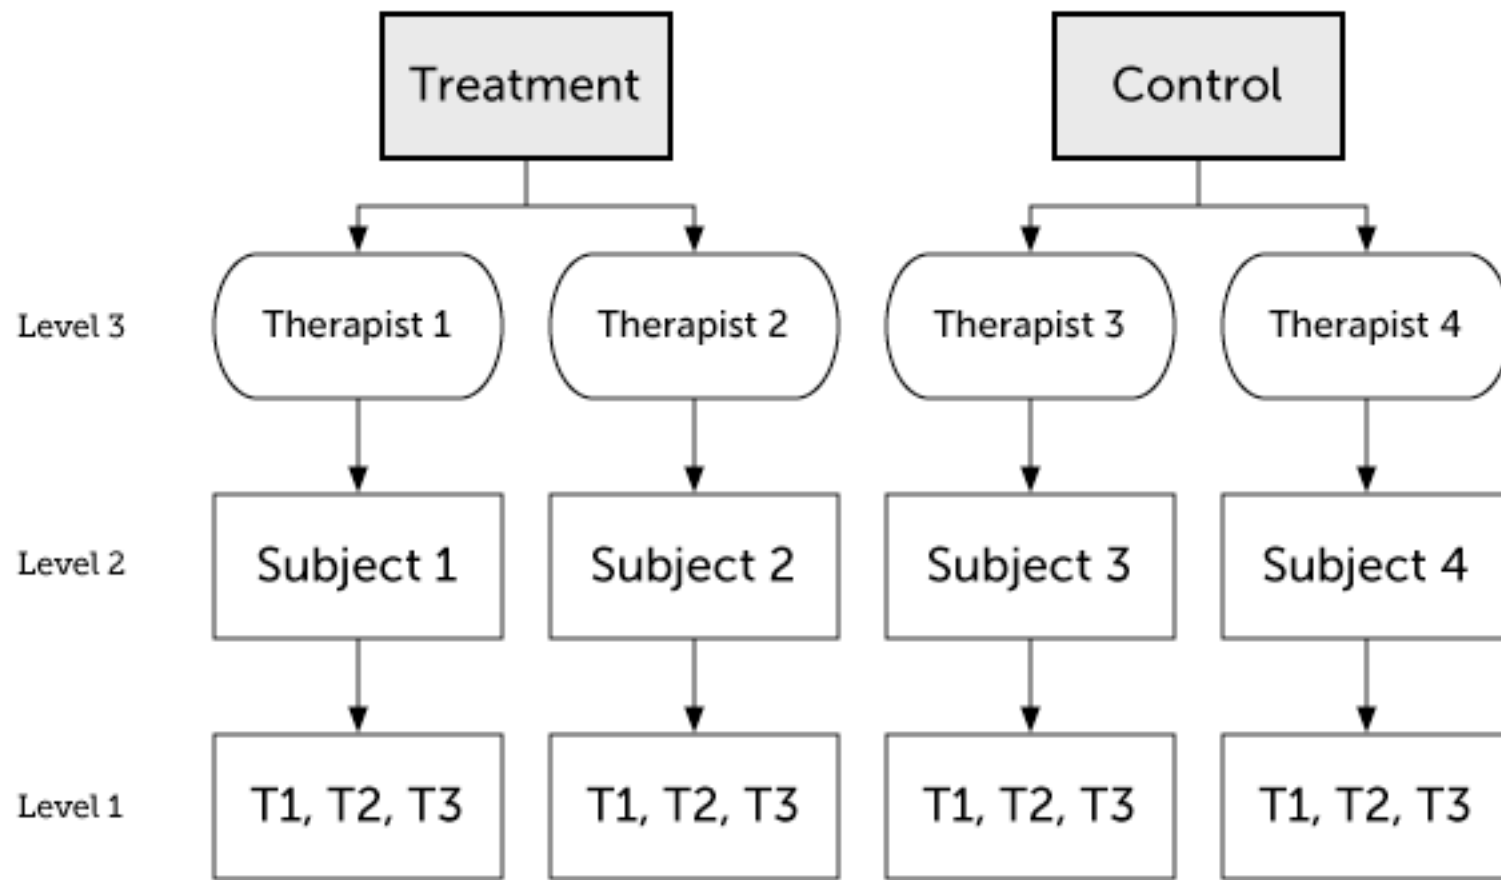 Treatment Control
Level 3 Therapist 1 Therapist 2 Therapist 3 Therapist 4
Level 2 Subject 1 Subject 2 Subject 3 Subject 4
Level 1 T1, T2, T3 T1, T2, T3 T1, T2, T3 T1, T2, T3